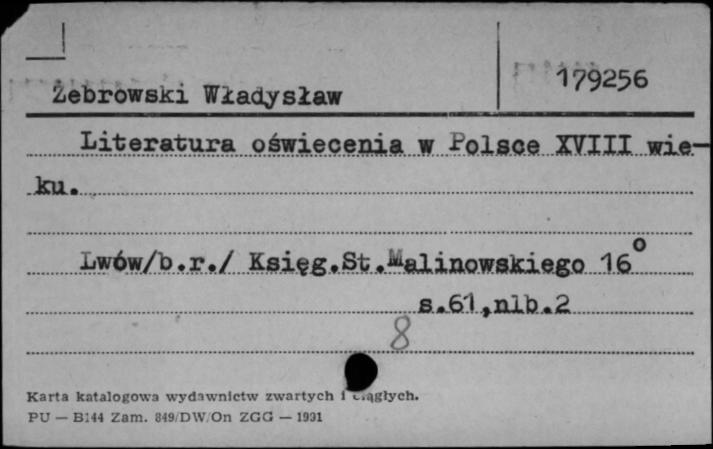 179256
Żebrowski Władysław
Literatura oświecenia w Polsce XVIII wie-
ku.
Lwów/b.r./ Księg.St.Malinowskiego 16°
s.61,nlb.2
8
Karta katalogowa wydawnictw zwartych i ciągłych.
PU — B144 Zam. 849/DW/On ZGG — 1991